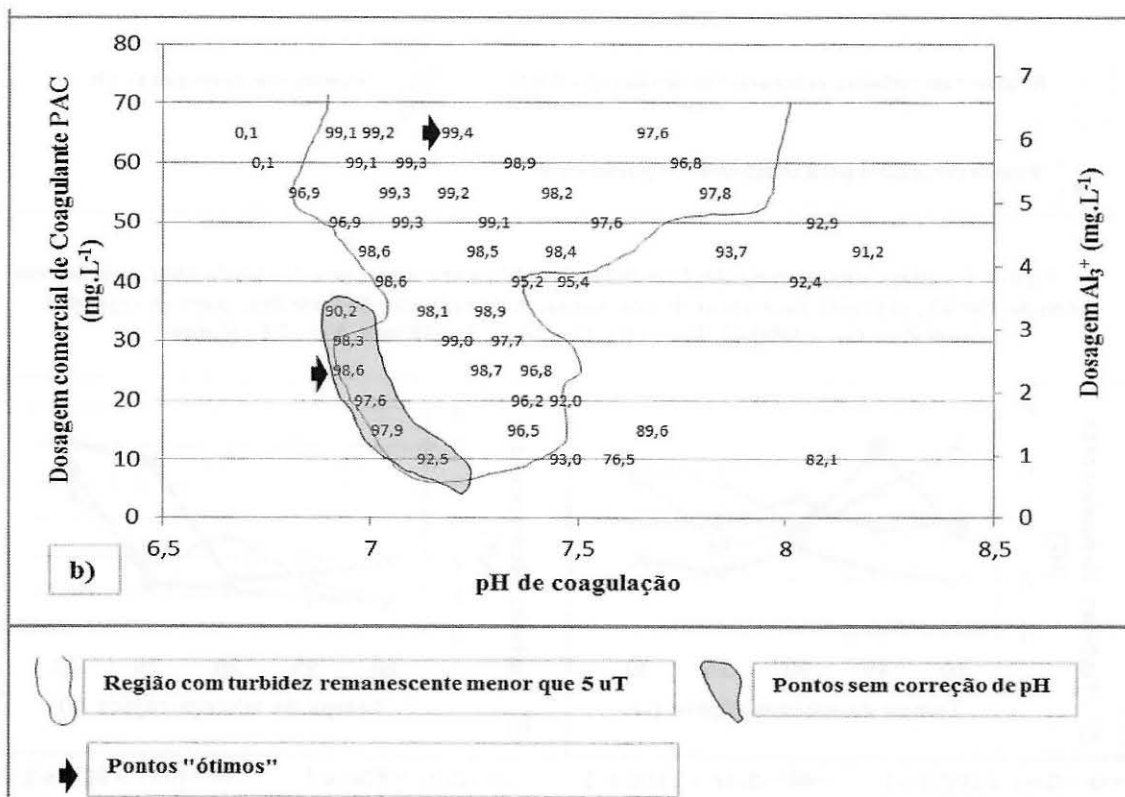 Dosagem comercial de Coagulante PAC
(mg.L⁻¹)
80
70
60
50
40
30
20
10
0
0,1 99,1 99,2 99,4 97,6
0,1 99,1 99,3 98,9 96,8
96,9 99,3 99,2 98,2 97,8
96,9 99,3 99,1 97,6 92,9
98,6 98,5 98,4 93,7 91,2
98,6 95,2 95,4 92,4
90,2 98,1 98,9
98,3 99,0 97,7
98,6 98,7 96,8
97,6 96,2 92,0
97,9 96,5 89,6
92,5 93,0 76,5 82,1
7
6
5
4
3
2
1
0
Dosagem Al₃⁺ (mg.L⁻¹)
6,5 7 7,5 8 8,5
pH de coagulação
b)
Região com turbidez remanescente menor que 5 uT
Pontos sem correção de pH
Pontos "ótimos"